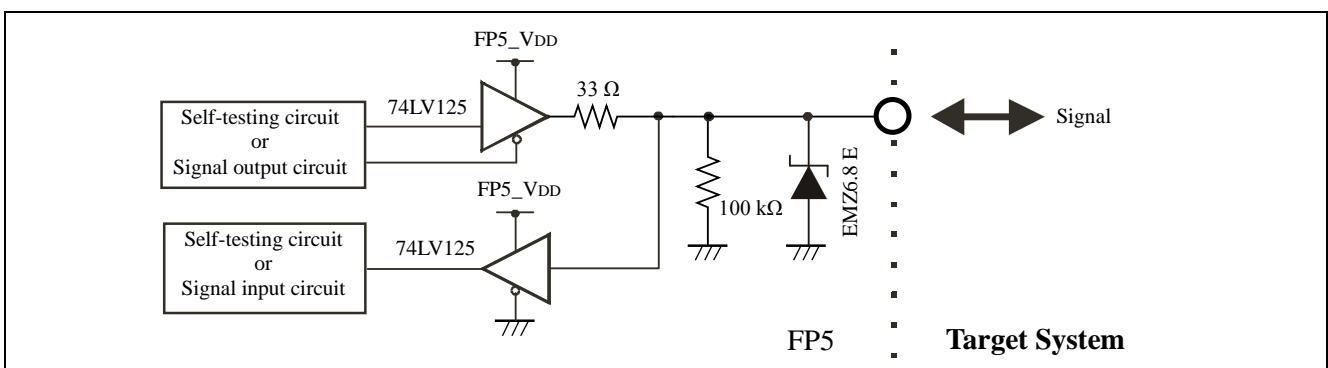 FP5_VDD
33 Ω
74LV125
Self-testing circuit
or
Signal output circuit
Signal
EMZ6.8 E
100 kΩ
FP5_VDD
74LV125
Self-testing circuit
or
Signal input circuit
FP5
Target System